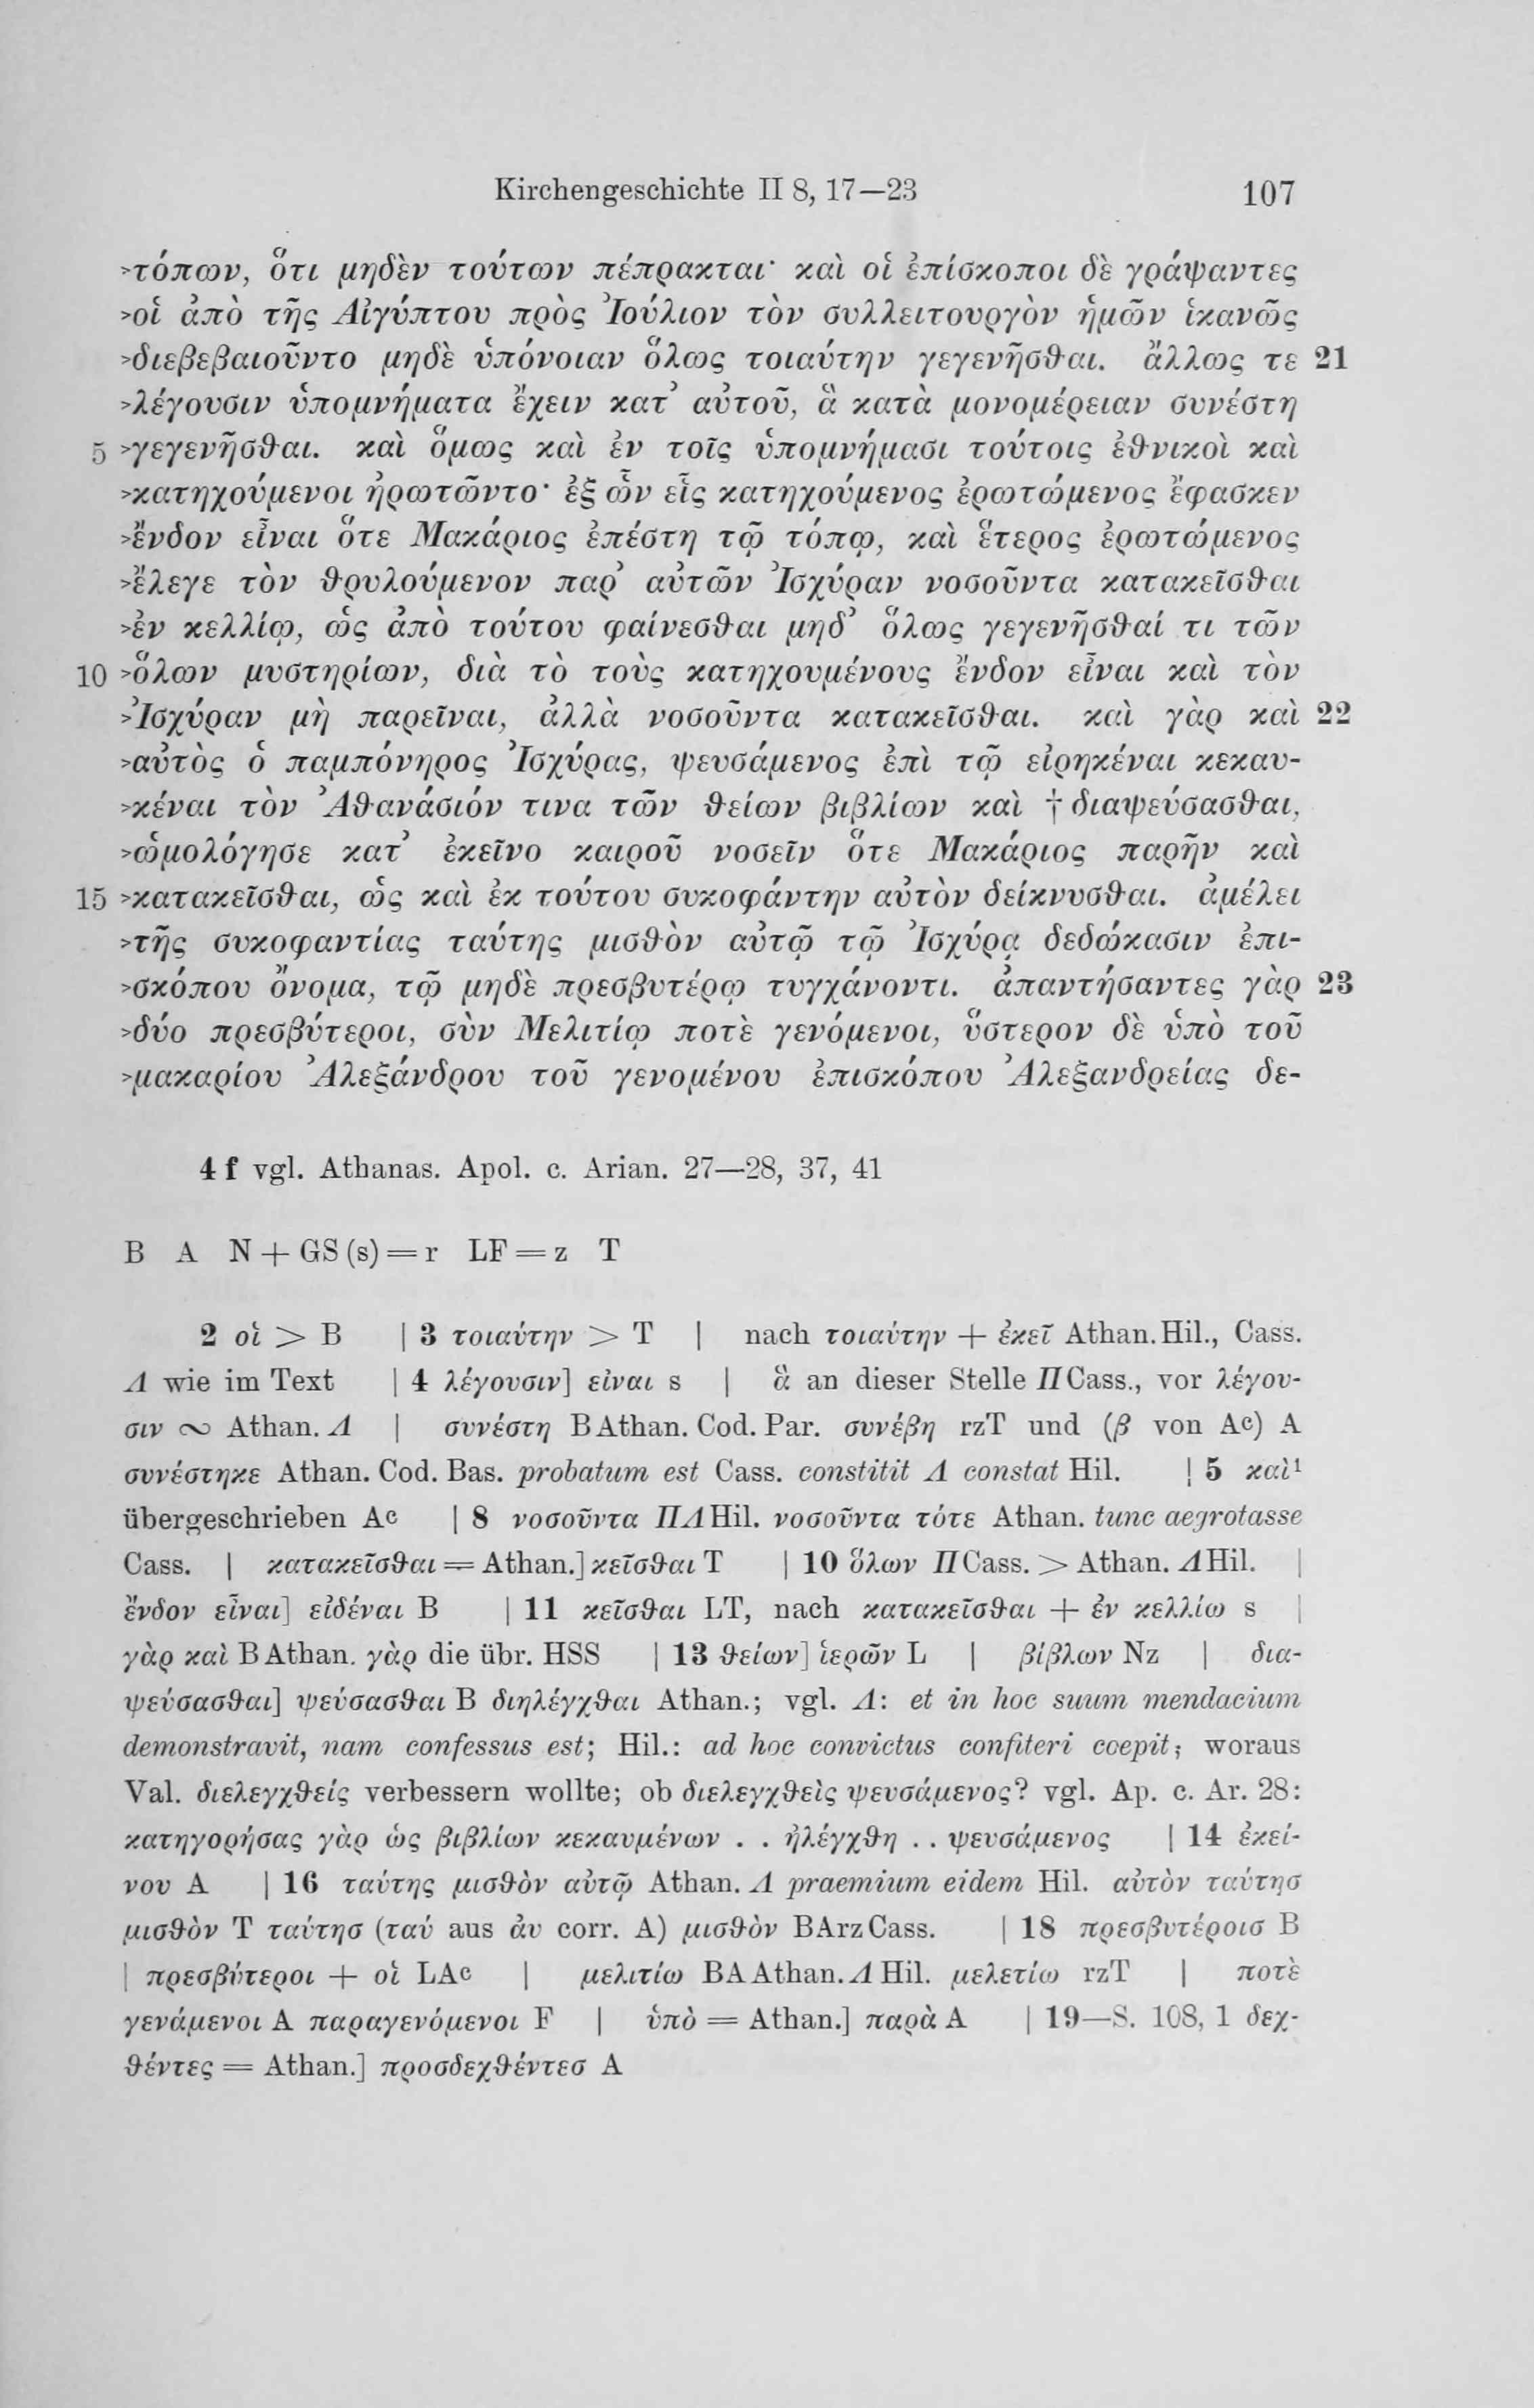 Kirchengeschichte II 8, 17—23 107
>τόπων, ὅτι μηδὲν τούτων πέπρακται· καὶ οἱ ἐπίσκοποι δὲ γράψαντες
>οἱ ἀπὸ τῆς Αἰγύπτου πρὸς Ἰούλιον τὸν συλλειτουργὸν ἡμῶν ἱκανῶς
>διεβεβαιοῦντο μηδὲ ὑπόνοιαν ὅλως τοιαύτην γεγενῆσθαι. ἄλλως τε 21
>λέγουσιν ὑπομνήματα ἔχειν κατ' αὐτοῦ, ἃ κατὰ μονομέρειαν συνέστη
5 >γεγενῆσθαι. καὶ ὅμως καὶ ἐν τοῖς ὑπομνήμασι τούτοις ἐθνικοὶ καὶ
>κατηχούμενοι ἠρωτῶντο· ἐξ ὧν εἷς κατηχούμενος ἐρωτώμενος ἔφασκεν
>ἔνδον εἶναι ὅτε Μακάριος ἐπέστη τῷ τόπῳ, καὶ ἕτερος ἐρωτώμενος
>ἔλεγε τὸν θρυλούμενον παρ' αὐτῶν Ἰσχύραν νοσοῦντα κατακεῖσθαι
>ἐν κελλίῳ, ὡς ἀπὸ τούτου φαίνεσθαι μηδ' ὅλως γεγενῆσθαί τι τῶν
10 >ὅλων μυστηρίων, διὰ τὸ τοὺς κατηχουμένους ἔνδον εἶναι καὶ τὸν
>Ἰσχύραν μὴ παρεῖναι, ἀλλὰ νοσοῦντα κατακεῖσθαι. καὶ γὰρ καὶ 22
>αὐτὸς ὁ παμπόνηρος Ἰσχύρας, ψευσάμενος ἐπὶ τῷ εἰρηκέναι κεκαυ-
>κέναι τὸν Ἀθανάσιόν τινα τῶν θείων βιβλίων καὶ † διαψεύσασθαι,
>ὡμολόγησε κατ' ἐκεῖνο καιροῦ νοσεῖν ὅτε Μακάριος παρῆν καὶ
15 >κατακεῖσθαι, ὡς καὶ ἐκ τούτου συκοφάντην αὐτὸν δείκνυσθαι. ἀμέλει
>τῆς συκοφαντίας ταύτης μισθὸν αὐτῷ τῷ Ἰσχύρᾳ δεδώκασιν ἐπι-
>σκόπου ὄνομα, τῷ μηδὲ πρεσβυτέρῳ τυγχάνοντι. ἀπαντήσαντες γὰρ 23
>δύο πρεσβύτεροι, σὺν Μελιτίῳ ποτὲ γενόμενοι, ὕστερον δὲ ὑπὸ τοῦ
>μακαρίου Ἀλεξάνδρου τοῦ γενομένου ἐπισκόπου Ἀλεξανδρείας δε-
4 f vgl. Athanas. Apol. c. Arian. 27—28, 37, 41
B A N + GS (s) = r LF = z T
2 οἱ > B | 3 τοιαύτην > T | nach τοιαύτην + ἐκεῖ Athan. Hil., Cass.
Λ wie im Text | 4 λέγουσιν] εἶναι s | ἃ an dieser Stelle Π Cass., vor λέγου-
σιν ∾ Athan. Λ | συνέστη B Athan. Cod. Par. συνέβη rzT und (β von Ac) A
συνέστηκε Athan. Cod. Bas. probatum est Cass. constitit Λ constat Hil. | 5 καὶ¹
übergeschrieben Ac | 8 νοσοῦντα ΠΛ Hil. νοσοῦντα τότε Athan. tunc aegrotasse
Cass. | κατακεῖσθαι = Athan.] κεῖσθαι T | 10 ὅλων Π Cass. > Athan. Λ Hil. |
ἔνδον εἶναι] εἰδέναι B | 11 κεῖσθαι LT, nach κατακεῖσθαι + ἐν κελλίω s |
γὰρ καὶ B Athan. γὰρ die übr. HSS | 13 θείων] ἱερῶν L | βίβλων Nz | δια-
ψεύσασθαι] ψεύσασθαι B διηλέγχθαι Athan.; vgl. Λ: et in hoc suum mendacium
demonstravit, nam confessus est; Hil.: ad hoc convictus confiteri coepit; woraus
Val. διελεγχθείς verbessern wollte; ob διελεγχθεὶς ψευσάμενος? vgl. Ap. c. Ar. 28:
κατηγορήσας γὰρ ὡς βιβλίων κεκαυμένων . . ἠλέγχθη . . ψευσάμενος | 14 ἐκεί-
νου A | 16 ταύτης μισθὸν αὐτῷ Athan. Λ praemium eidem Hil. αὐτὸν ταύτησ
μισθὸν T ταύτησ (ταύ aus ἀν corr. A) μισθὸν BArz Cass. | 18 πρεσβυτέροισ B
| πρεσβύτεροι + οἱ LAc | μελιτίω BA Athan. Λ Hil. μελετίω rzT | ποτὲ
γενάμενοι A παραγενόμενοι F | ὑπὸ = Athan.] παρὰ A | 19—S. 108, 1 δεχ-
θέντες = Athan.] προσδεχθέντεσ A